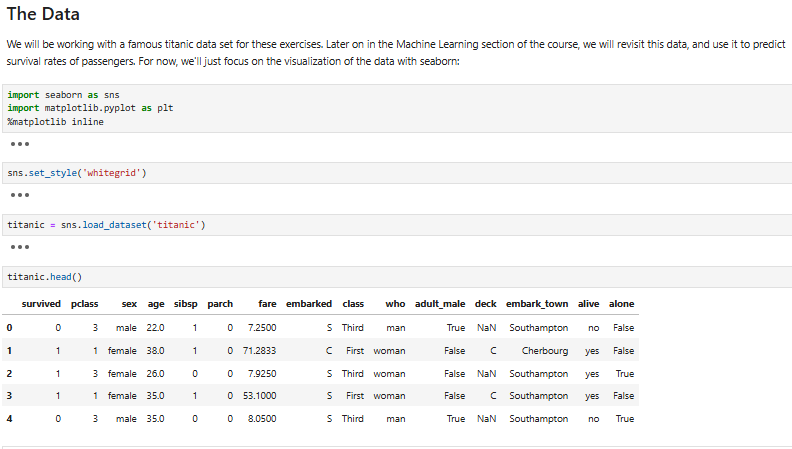 The Data
We will be working with a famous titanic data set for these exercises. Later on in the Machine Learning section of the course, we will revisit this data, and use it to predict
survival rates of passengers. For now, we'll just focus on the visualization of the data with seaborn:
import seaborn as sns
import matplotlib.pyplot as plt
%matplotlib inline
•••
sns.set_style('whitegrid')
•••
titanic = sns.load_dataset('titanic')
•••
titanic.head()
survived pclass sex age sibsp parch fare embarked class who adult_male deck embark_town alive alone
0 0 3 male 22.0 1 0 7.2500 S Third man True NaN Southampton no False
1 1 1 female 38.0 1 0 71.2833 C First woman False C Cherbourg yes False
2 1 3 female 26.0 0 0 7.9250 S Third woman False NaN Southampton yes True
3 1 1 female 35.0 1 0 53.1000 S First woman False C Southampton yes False
4 0 3 male 35.0 0 0 8.0500 S Third man True NaN Southampton no True